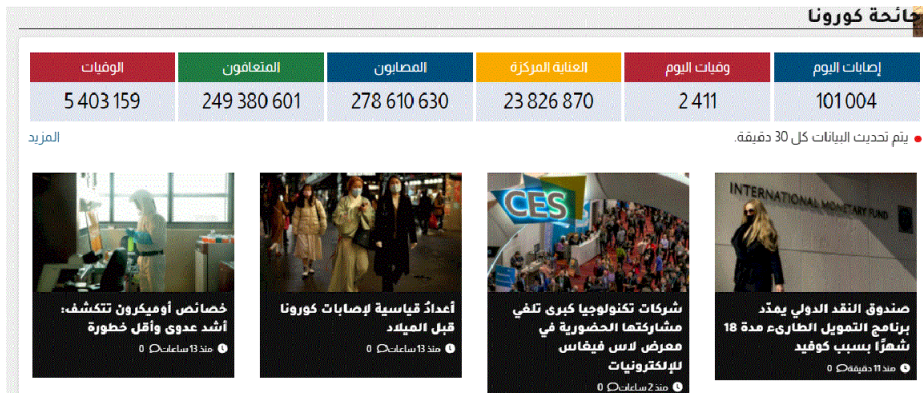 جائحة كورونا
إصابات اليوم
101 004
وفيات اليوم
2 411
العناية المركزة
23 826 870
المصابون
278 610 630
المتعافون
249 380 601
الوفيات
5 403 159
يتم تحديث البيانات كل 30 دقيقة.
المزيد
INTERNATIONAL MONETARY FUND
صندوق النقد الدولي يمدّد
برنامج التمويل الطارىء مدة 18
شهرًا بسبب كوفيد
منذ 11 دقيقة 0
CES
شركات تكنولوجيا كبرى تلغي
مشاركتها الحضورية في
معرض لاس فيغاس
للإلكترونيات
منذ 2 ساعات 0
أعدادٌ قياسية لإصابات كورونا
قبل الميلاد
منذ 13 ساعات 0
خصائص أوميكرون تتكشف:
أشد عدوى وأقل خطورة
منذ 13 ساعات 0